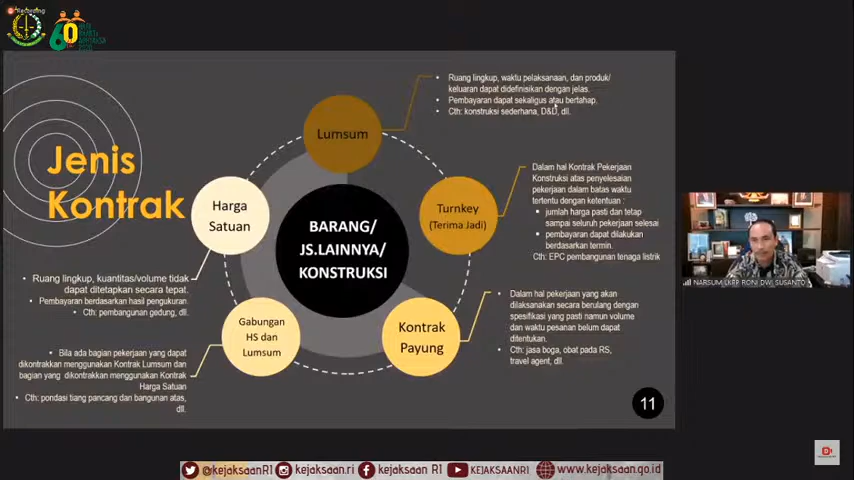 Recording
60
Jenis
Kontrak
Lumsum
Ruang lingkup, waktu pelaksanaan, dan produk/
keluaran dapat didefinisikan dengan jelas.
Pembayaran dapat sekaligus atau bertahap.
Cth: konstruksi sederhana, D&D, dll.
Turnkey
(Terima Jadi)
Dalam hal Kontrak Pekerjaan
Konstruksi atas penyelesaian
pekerjaan dalam batas waktu
tertentu dengan ketentuan :
jumlah harga pasti dan tetap
sampai seluruh pekerjaan selesai
pembayaran dapat dilakukan
berdasarkan termin.
Cth: EPC pembangunan tenaga listrik
Harga
Satuan
BARANG/
JS.LAINNYA/
KONSTRUKSI
Ruang lingkup, kuantitas/volume tidak
dapat ditetapkan secara tepat.
Pembayaran berdasarkan hasil pengukuran.
Cth: pembangunan gedung, dll.
Gabungan
HS dan
Lumsum
Bila ada bagian pekerjaan yang dapat
dikontrakkan menggunakan Kontrak Lumsum dan
bagian yang dikontrakkan menggunakan Kontrak
Harga Satuan
Cth: pondasi tiang pancang dan bangunan atas,
dll.
Kontrak
Payung
Dalam hal pekerjaan yang akan
dilaksanakan secara berulang dengan
spesifikasi yang pasti namun volume
dan waktu pesanan belum dapat
ditentukan.
Cth: jasa boga, obat pada RS,
travel agent, dll.
11
NARSUM LKPP RONI DWI SUSANTO
@kejaksaanRI
kejaksaan.ri
kejaksaan RI
KEJAKSAANRI
www.kejaksaan.go.id